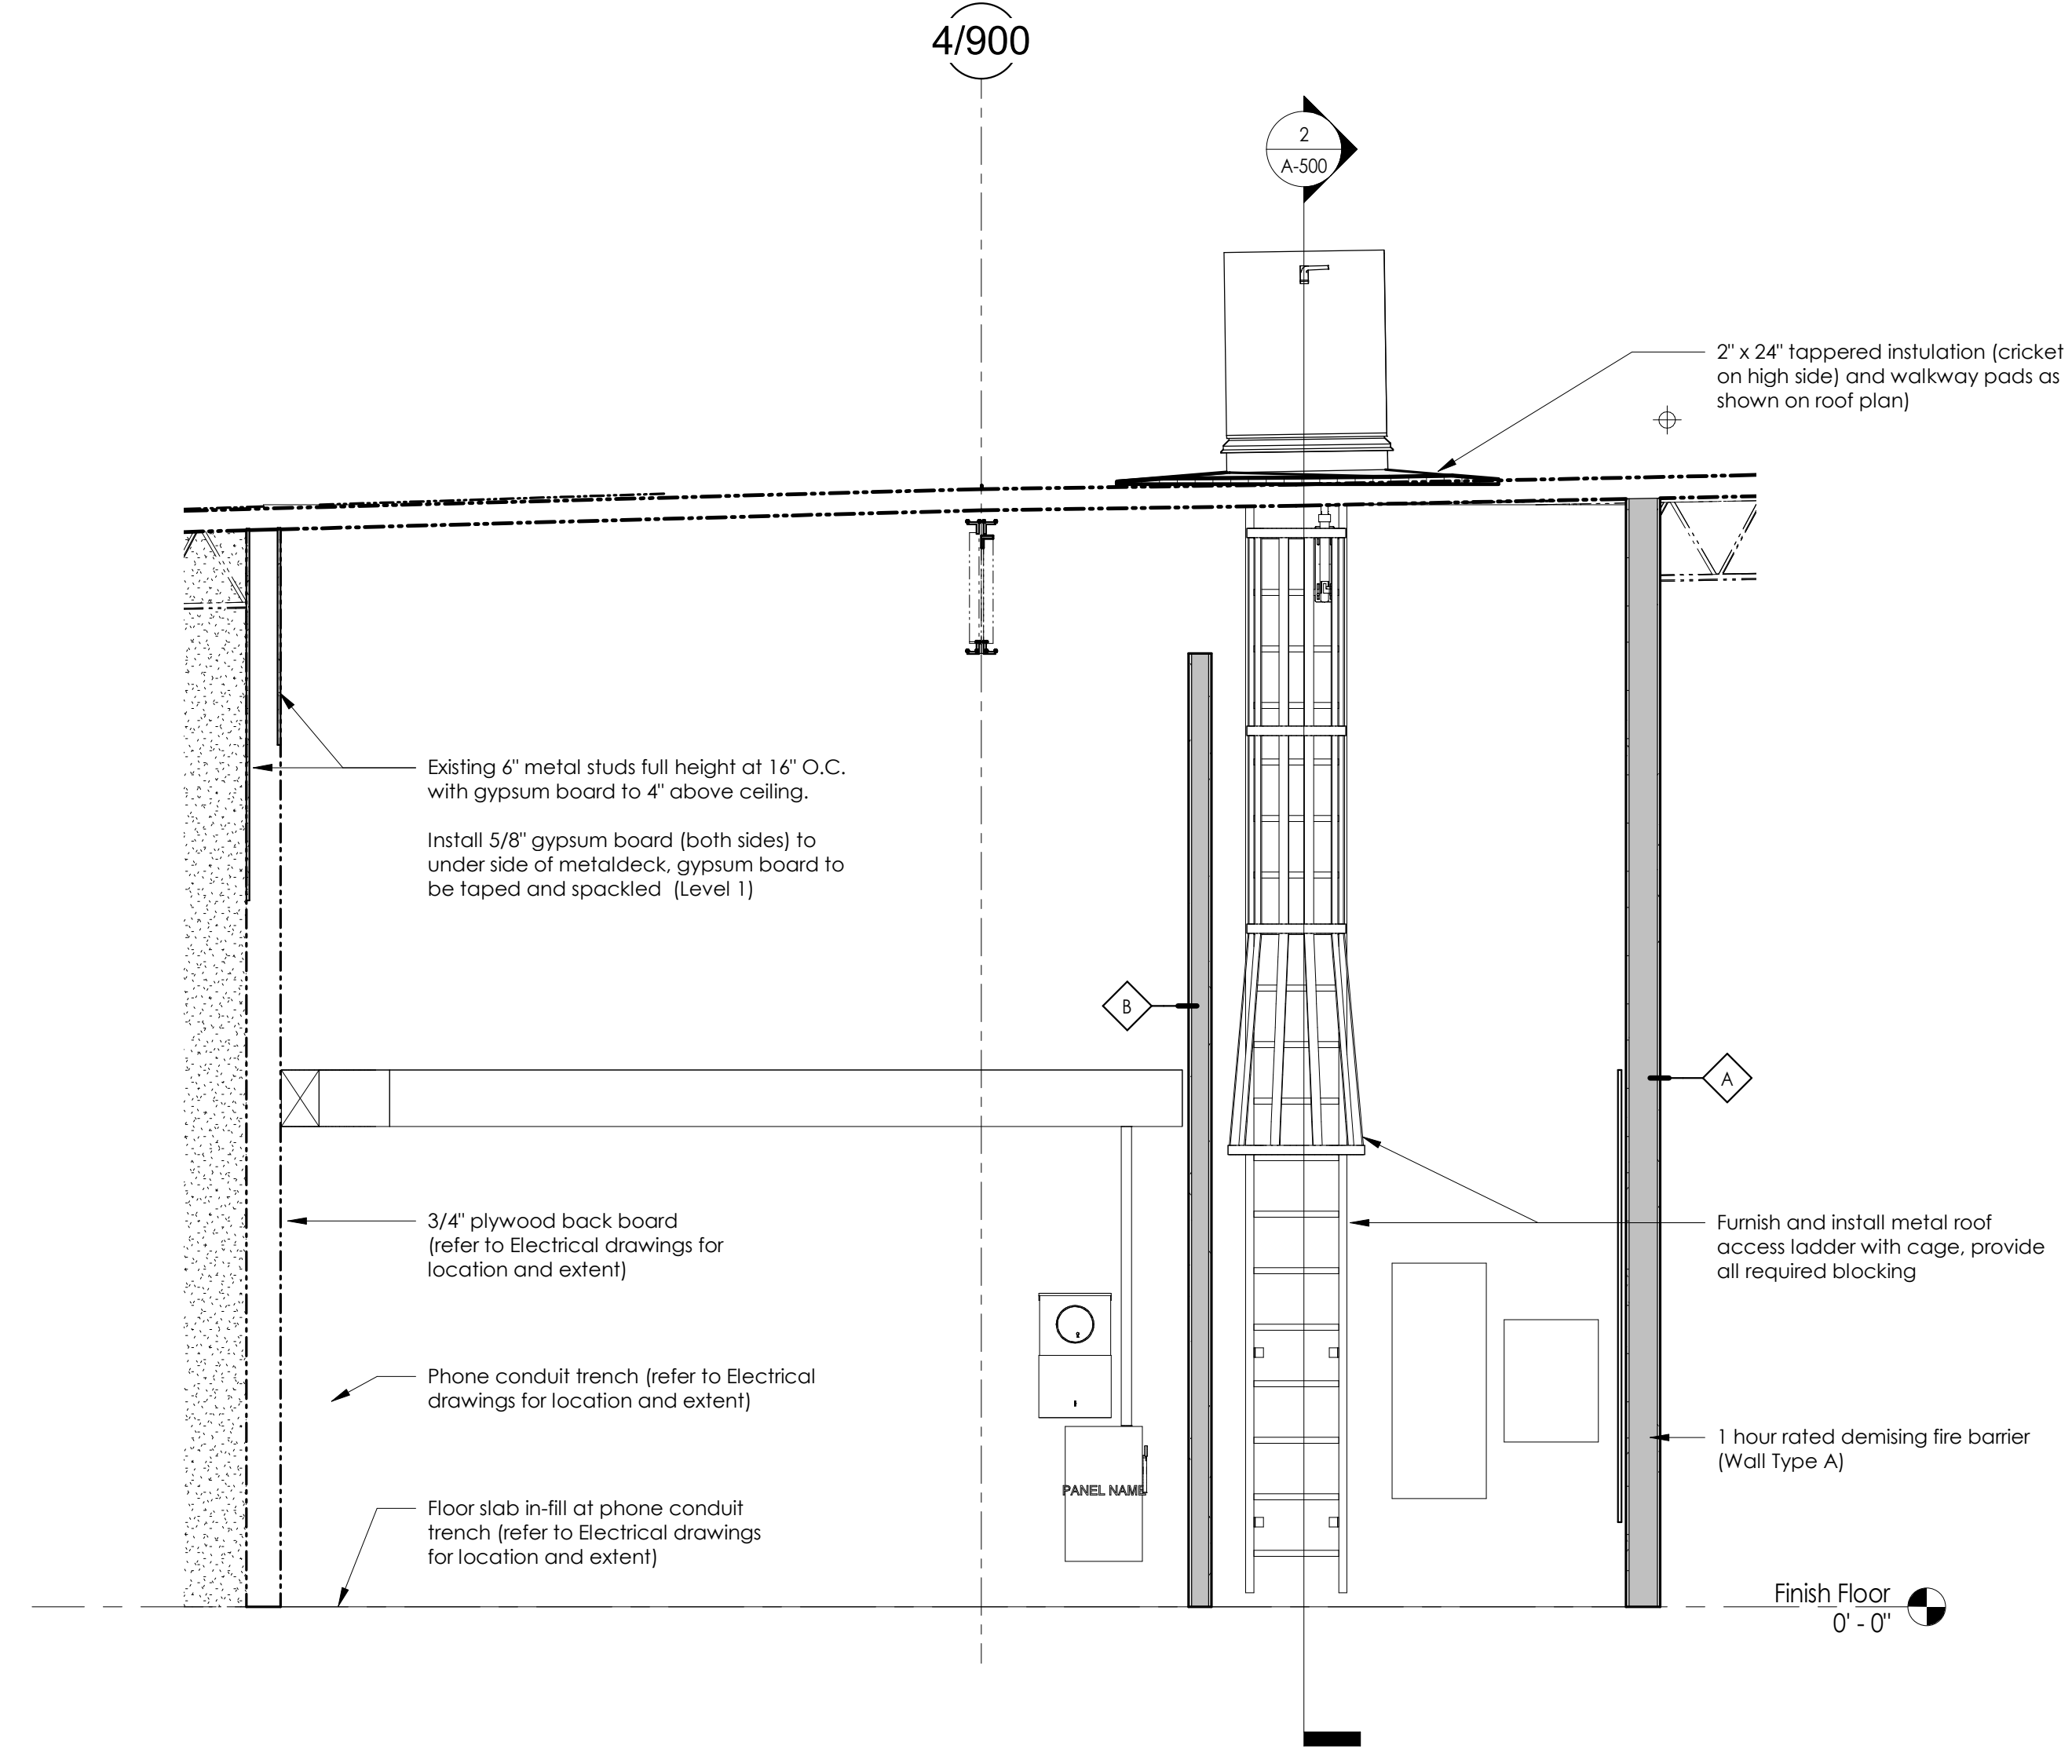 4/900
2
A-500
2" x 24" tappered instulation (cricket
on high side) and walkway pads as
shown on roof plan)
Existing 6" metal studs full height at 16" O.C.
with gypsum board to 4" above ceiling.
Install 5/8" gypsum board (both sides) to
under side of metaldeck, gypsum board to
be taped and spackled (Level 1)
B
A
3/4" plywood back board
(refer to Electrical drawings for
location and extent)
Furnish and install metal roof
access ladder with cage, provide
all required blocking
Phone conduit trench (refer to Electrical
drawings for location and extent)
1 hour rated demising fire barrier
(Wall Type A)
PANEL NAME
Floor slab in-fill at phone conduit
trench (refer to Electrical drawings
for location and extent)
Finish Floor
0' - 0"